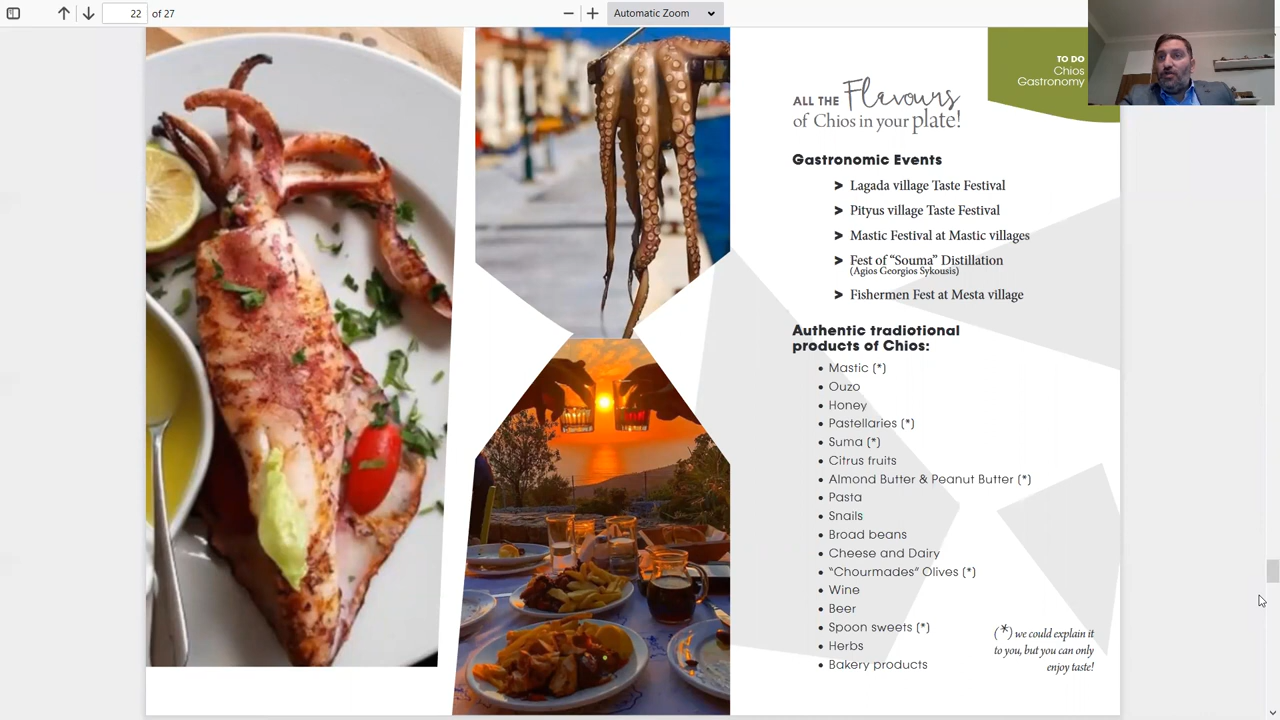 22 of 27
Automatic Zoom
TO DO
Chios
Gastronomy
ALL THE Flavours
of Chios in your plate!
Gastronomic Events
> Lagada village Taste Festival
> Pityus village Taste Festival
> Mastic Festival at Mastic villages
> Fest of “Souma” Distillation
(Agios Georgios Sykousis)
> Fishermen Fest at Mesta village
Authentic tradiotional
products of Chios:
• Mastic (*)
• Ouzo
• Honey
• Pastellaries (*)
• Suma (*)
• Citrus fruits
• Almond Butter & Peanut Butter (*)
• Pasta
• Snails
• Broad beans
• Cheese and Dairy
• “Chourmades” Olives (*)
• Wine
• Beer
• Spoon sweets (*)
• Herbs
• Bakery products
(*) we could explain it
to you, but you can only
enjoy taste!